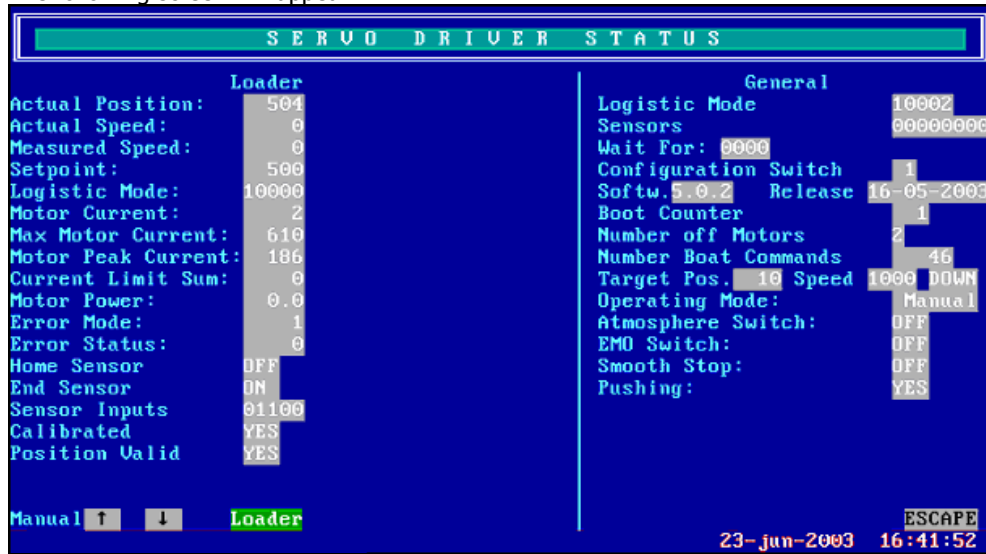 SERVO DRIVER STATUS
Loader
Actual Position: 504
Actual Speed: 0
Measured Speed: 0
Setpoint: 500
Logistic Mode: 10000
Motor Current: 2
Max Motor Current: 610
Motor Peak Current: 186
Current Limit Sum: 0
Motor Power: 0.0
Error Mode: 1
Error Status: 0
Home Sensor OFF
End Sensor ON
Sensor Inputs 01100
Calibrated YES
Position Valid YES
General
Logistic Mode 10002
Sensors 00000000
Wait For: 0000
Configuration Switch 1
Softw. 5.0.2 Release 16-05-2003
Boot Counter 1
Number off Motors 2
Number Boat Commands 46
Target Pos. 10 Speed 1000 DOWN
Operating Mode: Manual
Atmosphere Switch: OFF
EMO Switch: OFF
Smooth Stop: OFF
Pushing: YES
Manual ↑ ↓ Loader ESCAPE
23-jun-2003 16:41:52